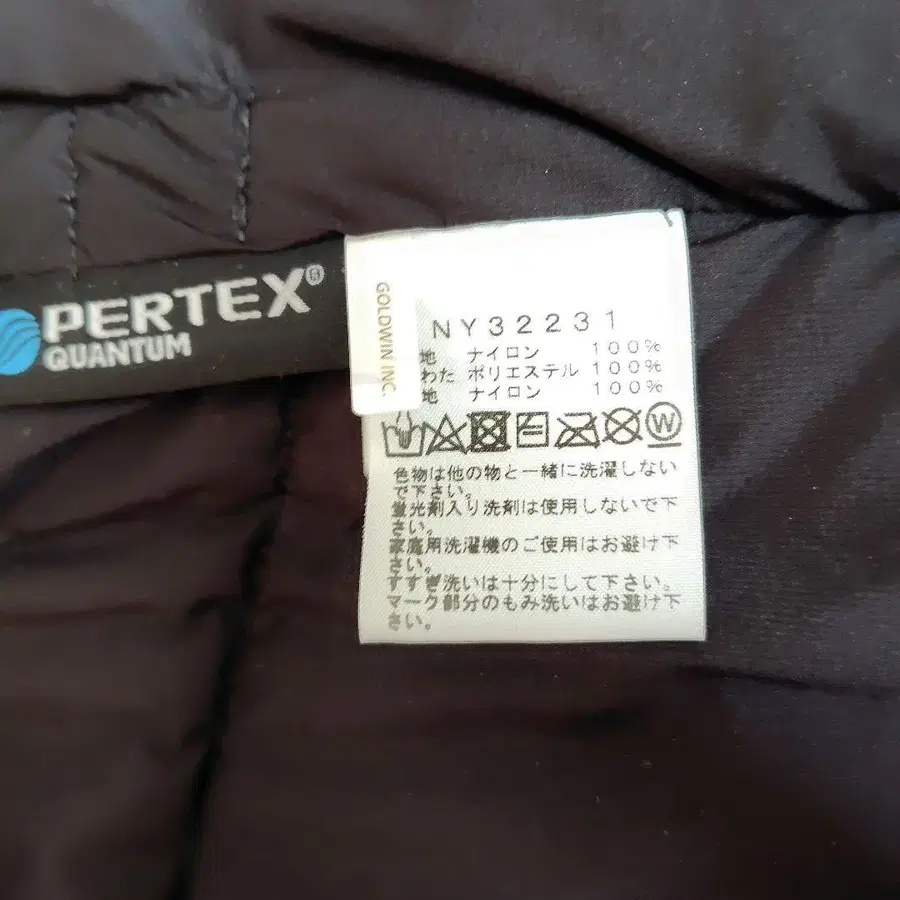 PERTEX®
QUANTUM
GOLDWIN INC.
NY32231
地 ナイロン 100%
わた ポリエステル 100%
地 ナイロン 100%
W
色物は他の物と一緒に洗濯しない
で下さい。
蛍光剤入り洗剤は使用しないで下
さい。
家庭用洗濯機のご使用はお避け下
さい。
すすぎ洗いは十分にして下さい。
マーク部分のもみ洗いはお避け下
さい。